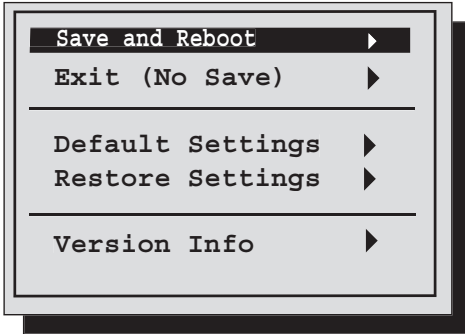 Save and Reboot
Exit (No Save)
Default Settings
Restore Settings
Version Info